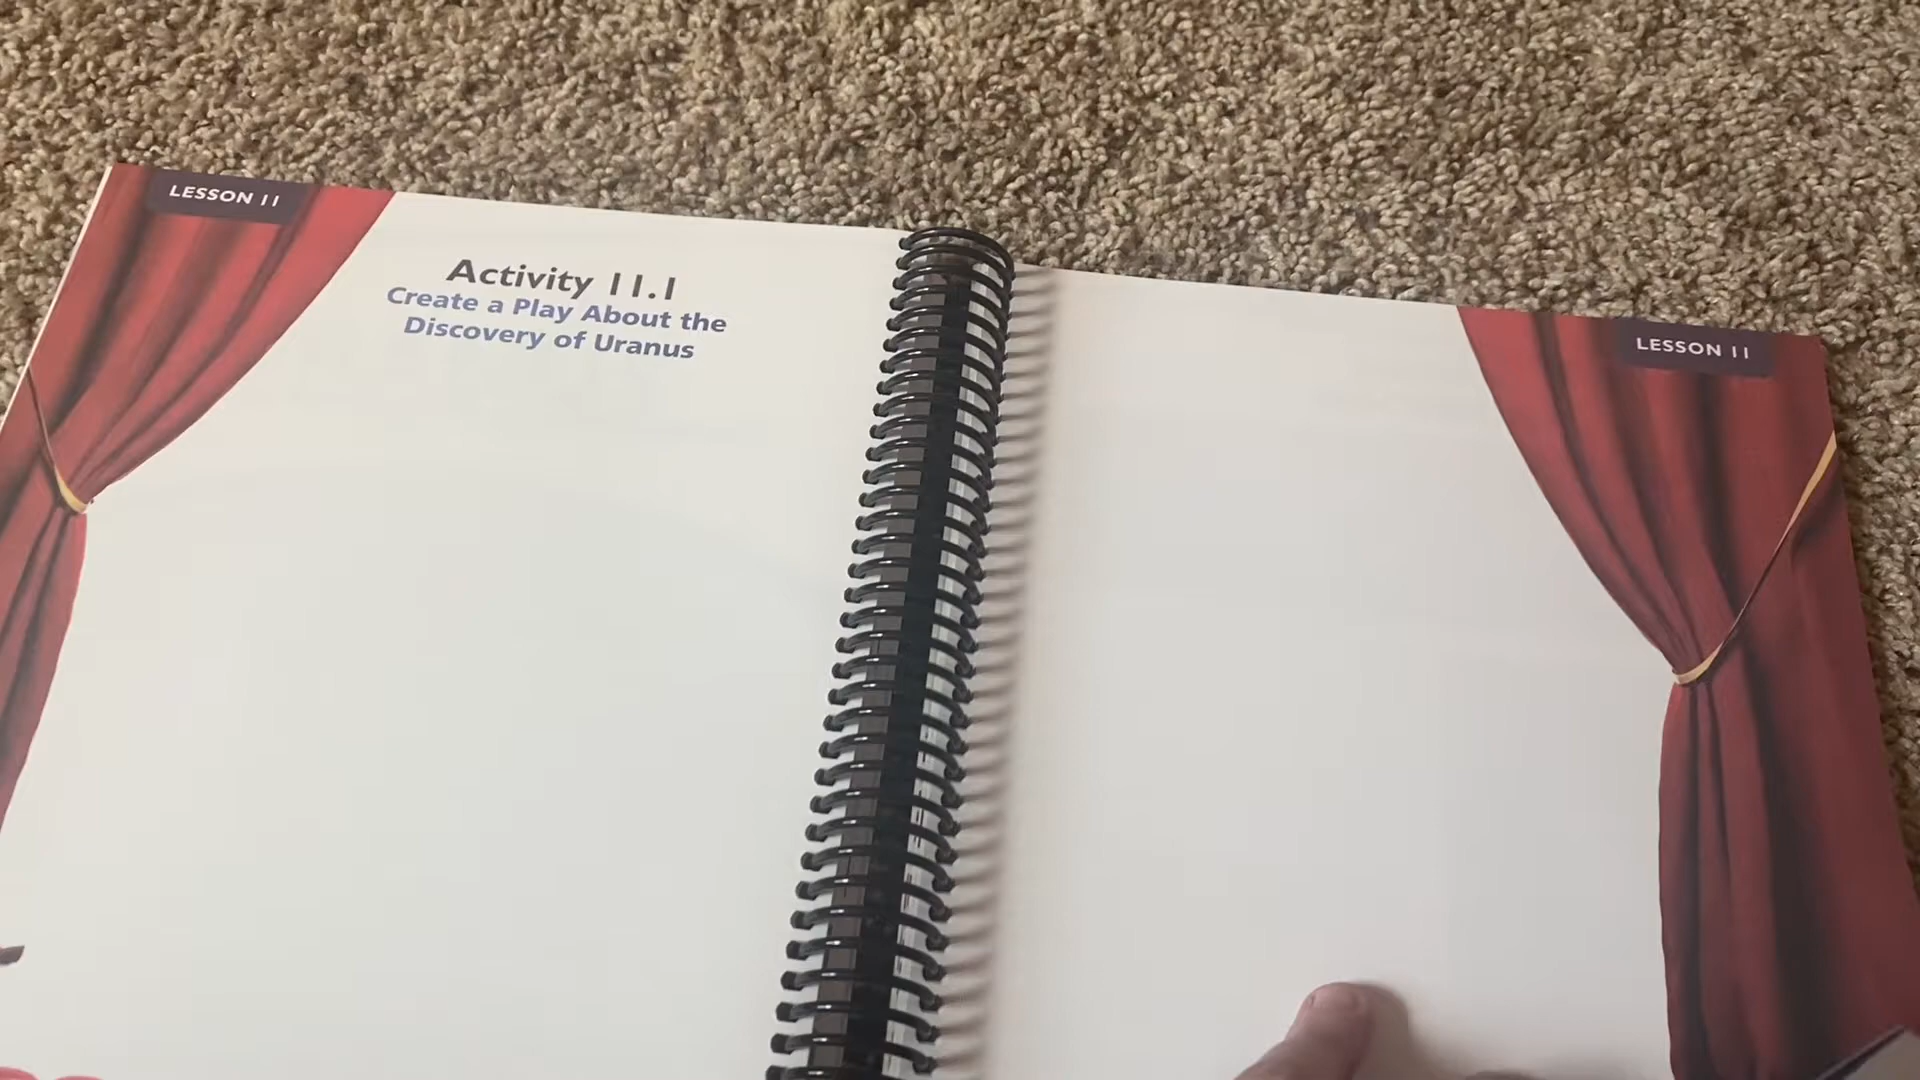 LESSON 11
Activity 11.1
Create a Play About the
Discovery of Uranus
LESSON 11